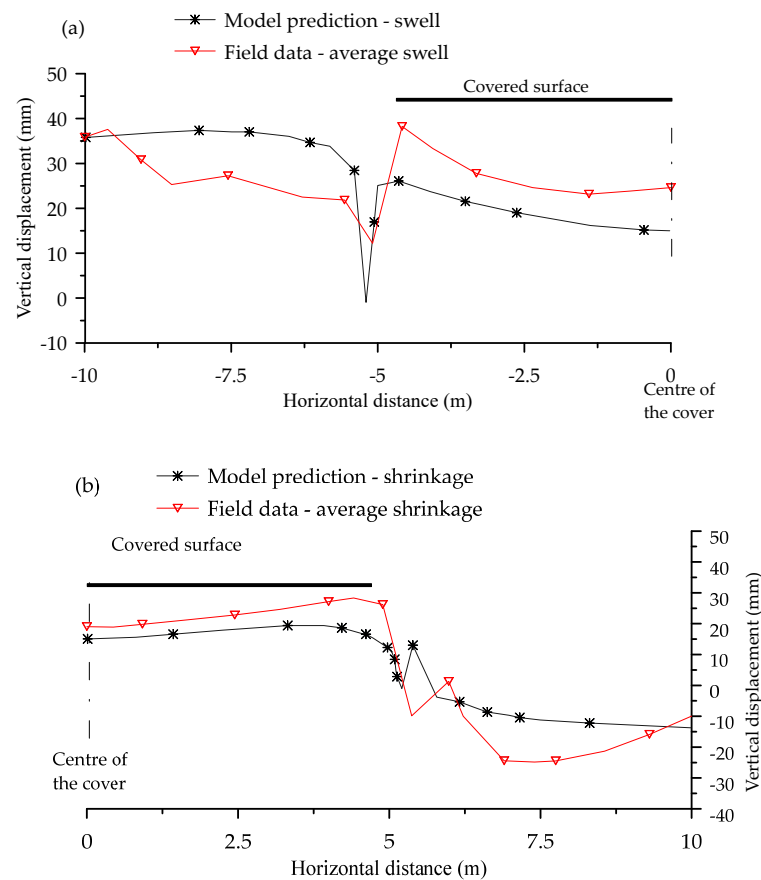 (a)
Model prediction - swell
Field data - average swell
Covered surface
50
40
30
20
10
0
-10
Vertical displacement (mm)
-10
-7.5
-5
-2.5
0
Horizontal distance (m)
Centre of
the cover
(b)
Model prediction - shrinkage
Field data - average shrinkage
Covered surface
50
40
30
20
10
0
-10
-20
-30
-40
Vertical displacement (mm)
Centre of
the cover
0
2.5
5
7.5
10
Horizontal distance (m)